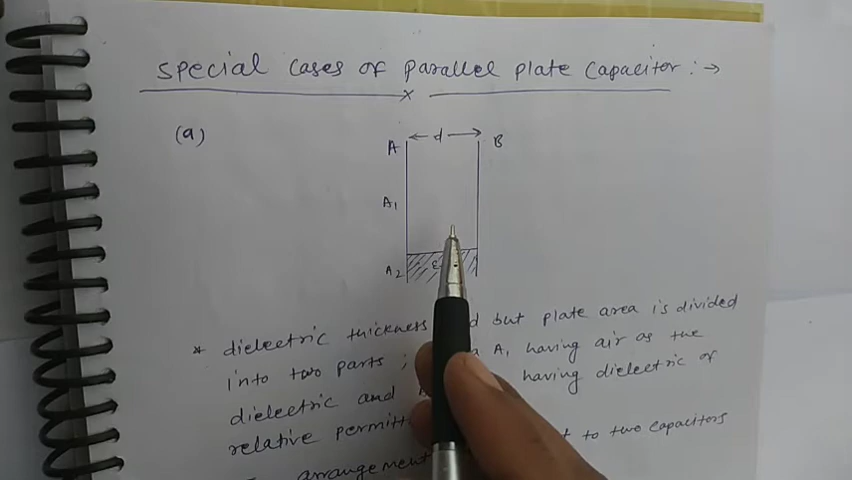 Special Cases of Parallel Plate Capacitor :→
(a)
A ← d → B
A₁
A₂
* dielectric thickness but plate area is divided
into two parts ; A₁ having air as the
dielectric and having dielectric of
relative
arrangement to two capacitors